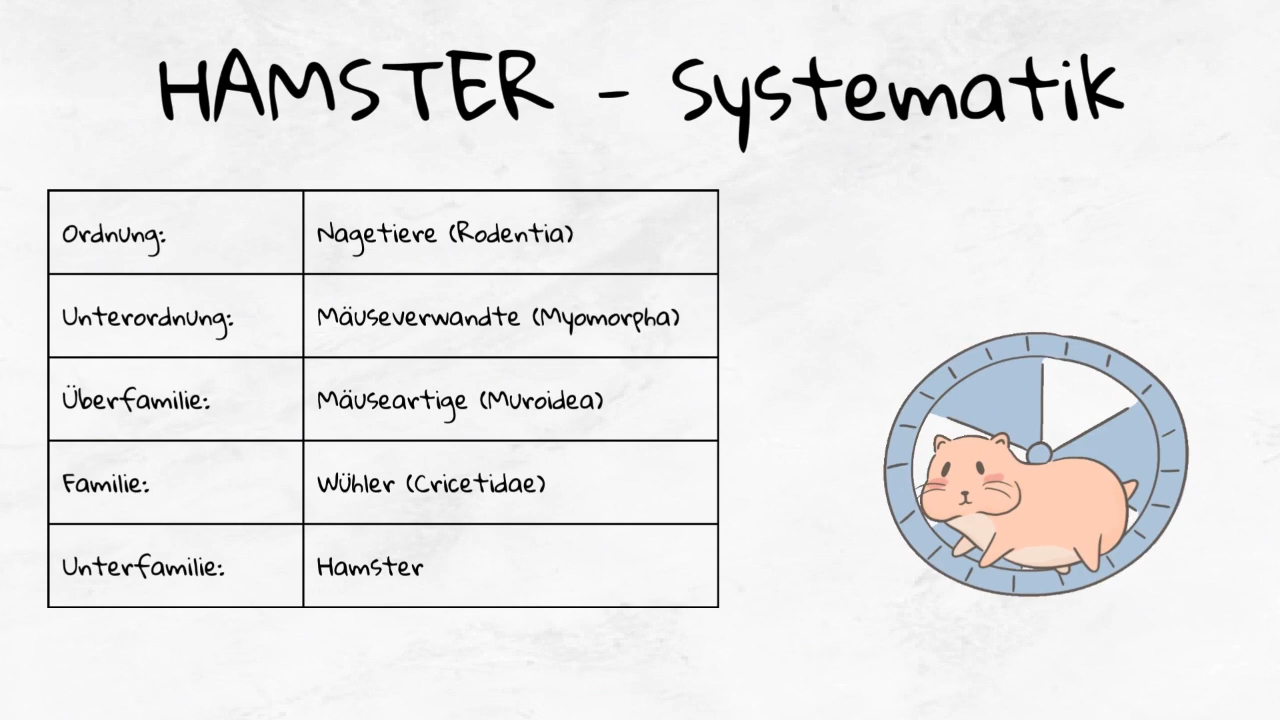 HAMSTER - Systematik
Ordnung: Nagetiere (Rodentia)
Unterordnung: Mäuseverwandte (Myomorpha)
Überfamilie: Mäuseartige (Muroidea)
Familie: Wühler (Cricetidae)
Unterfamilie: Hamster